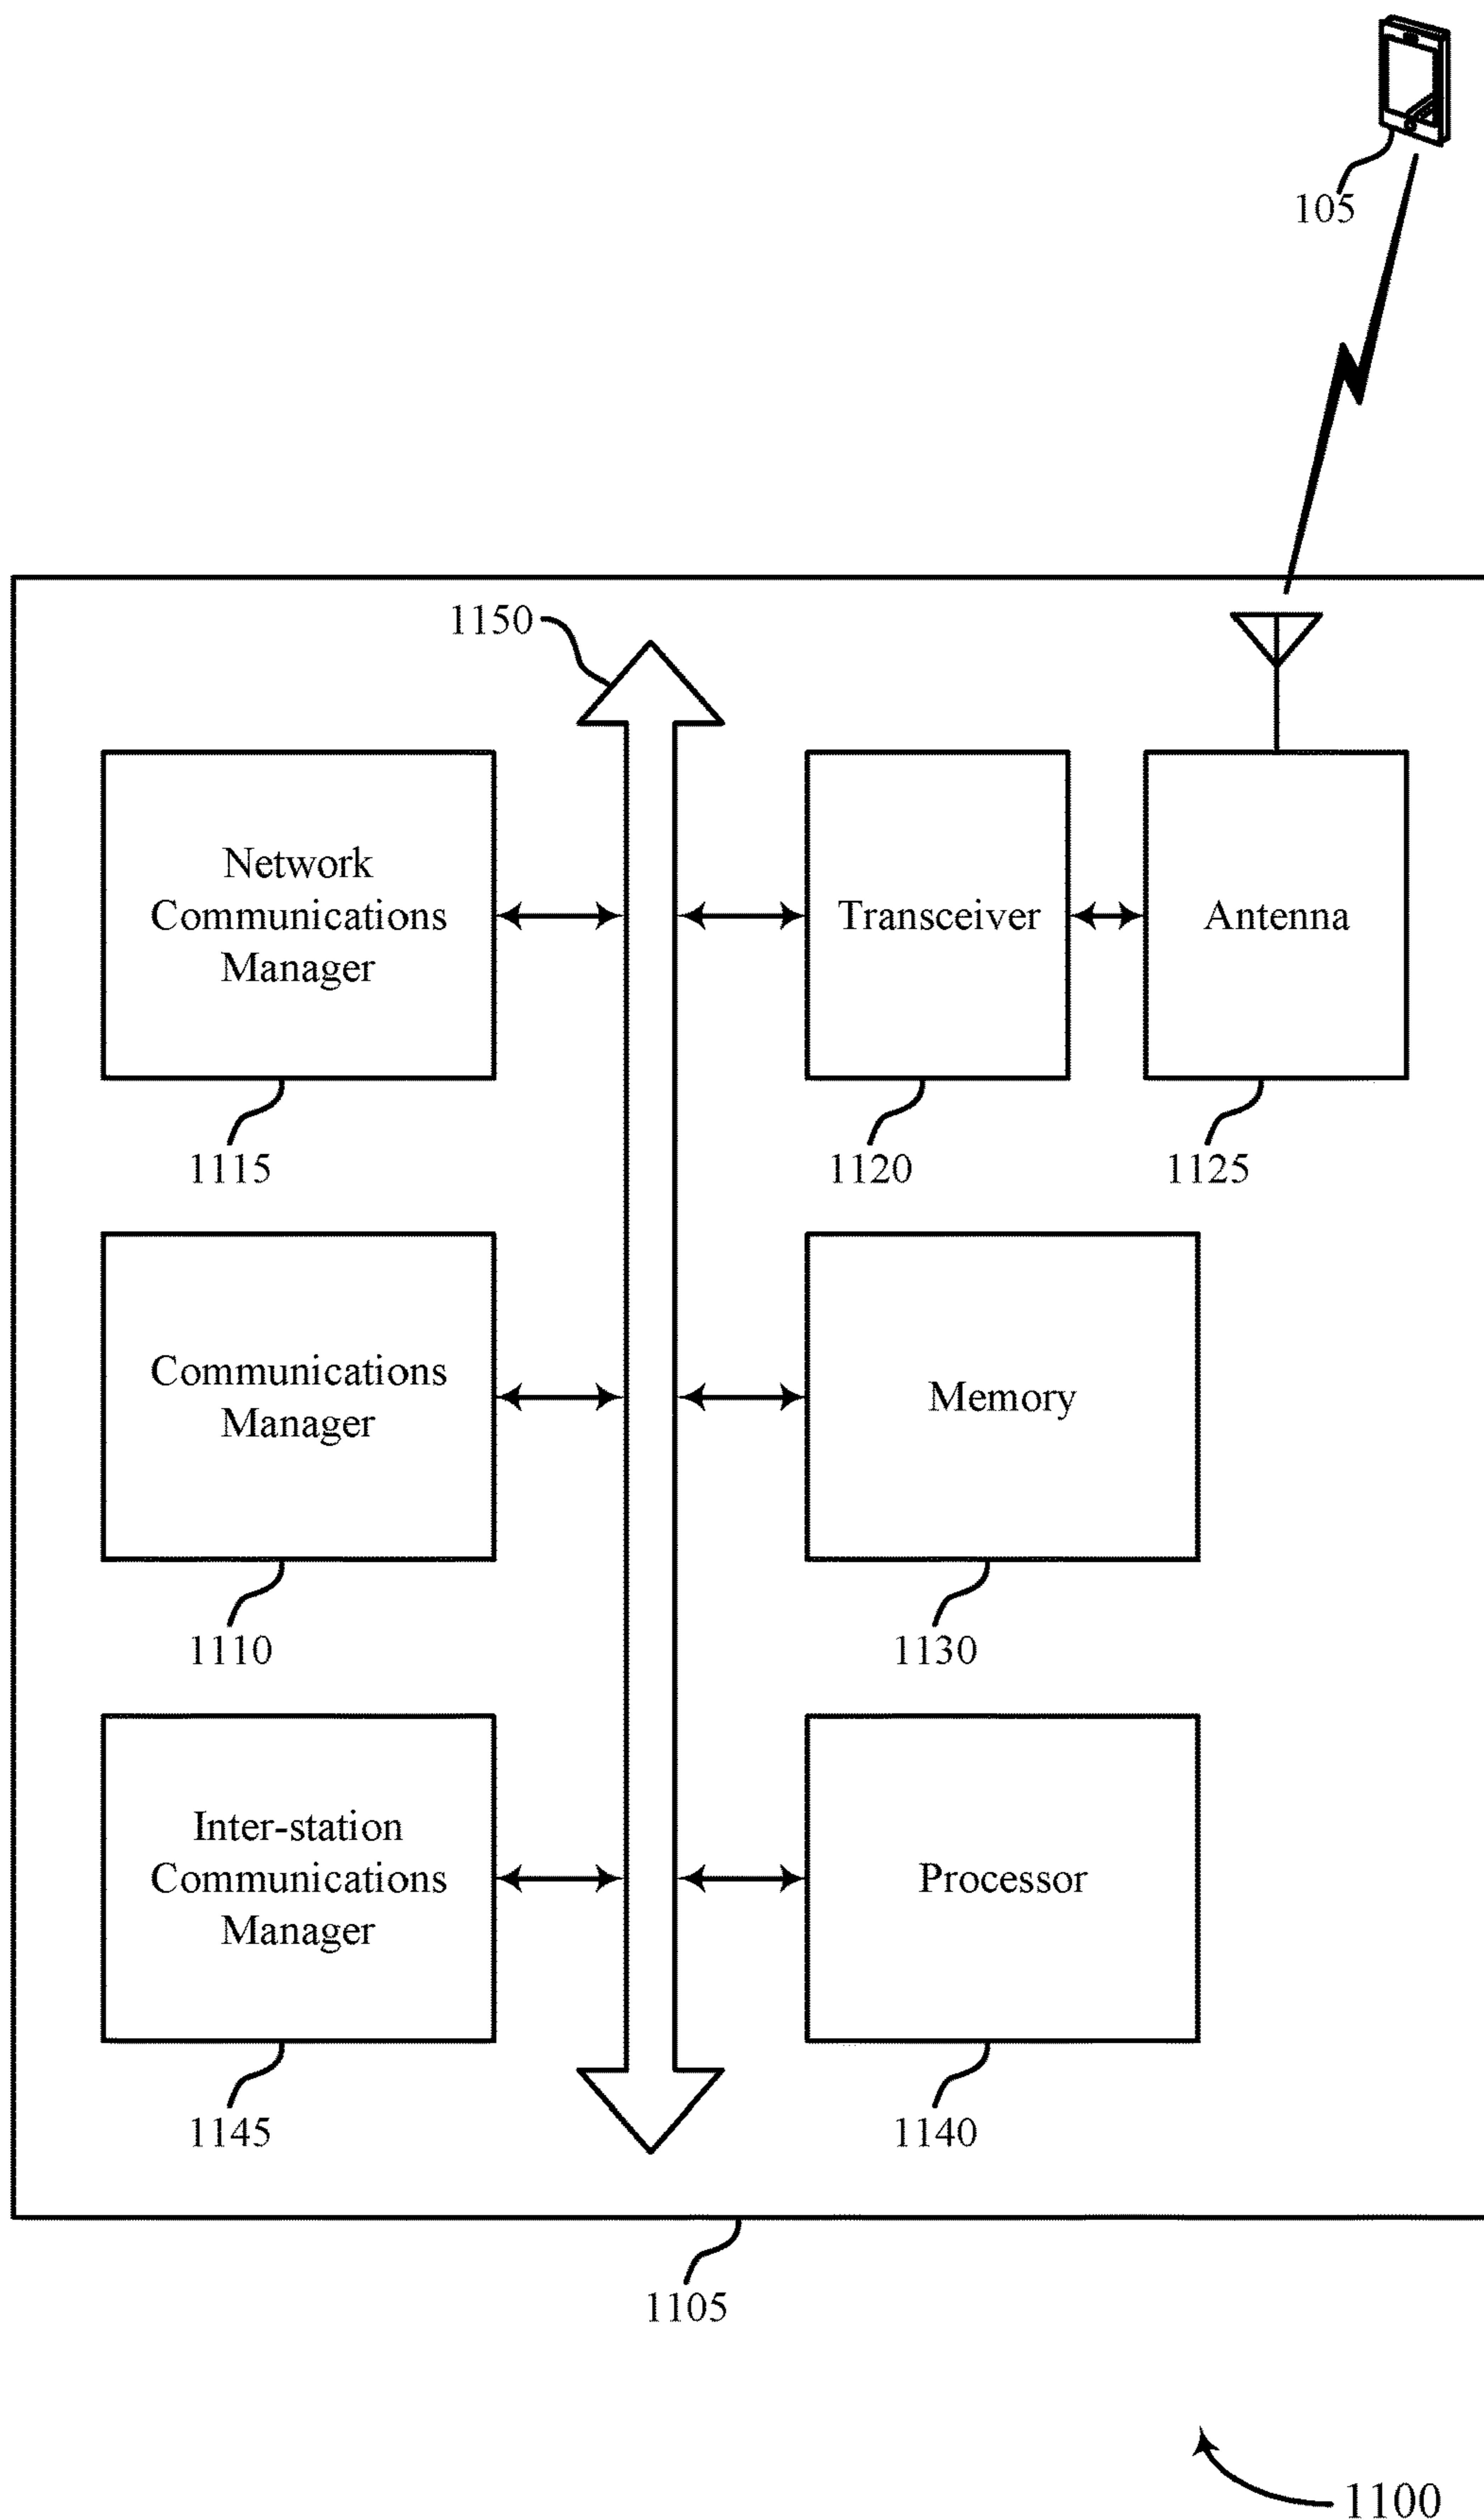 105
1150
Network
Communications
Manager
Transceiver
Antenna
1115
1120
1125
Communications
Manager
Memory
1110
1130
Inter-station
Communications
Manager
Processor
1145
1140
1105
1100